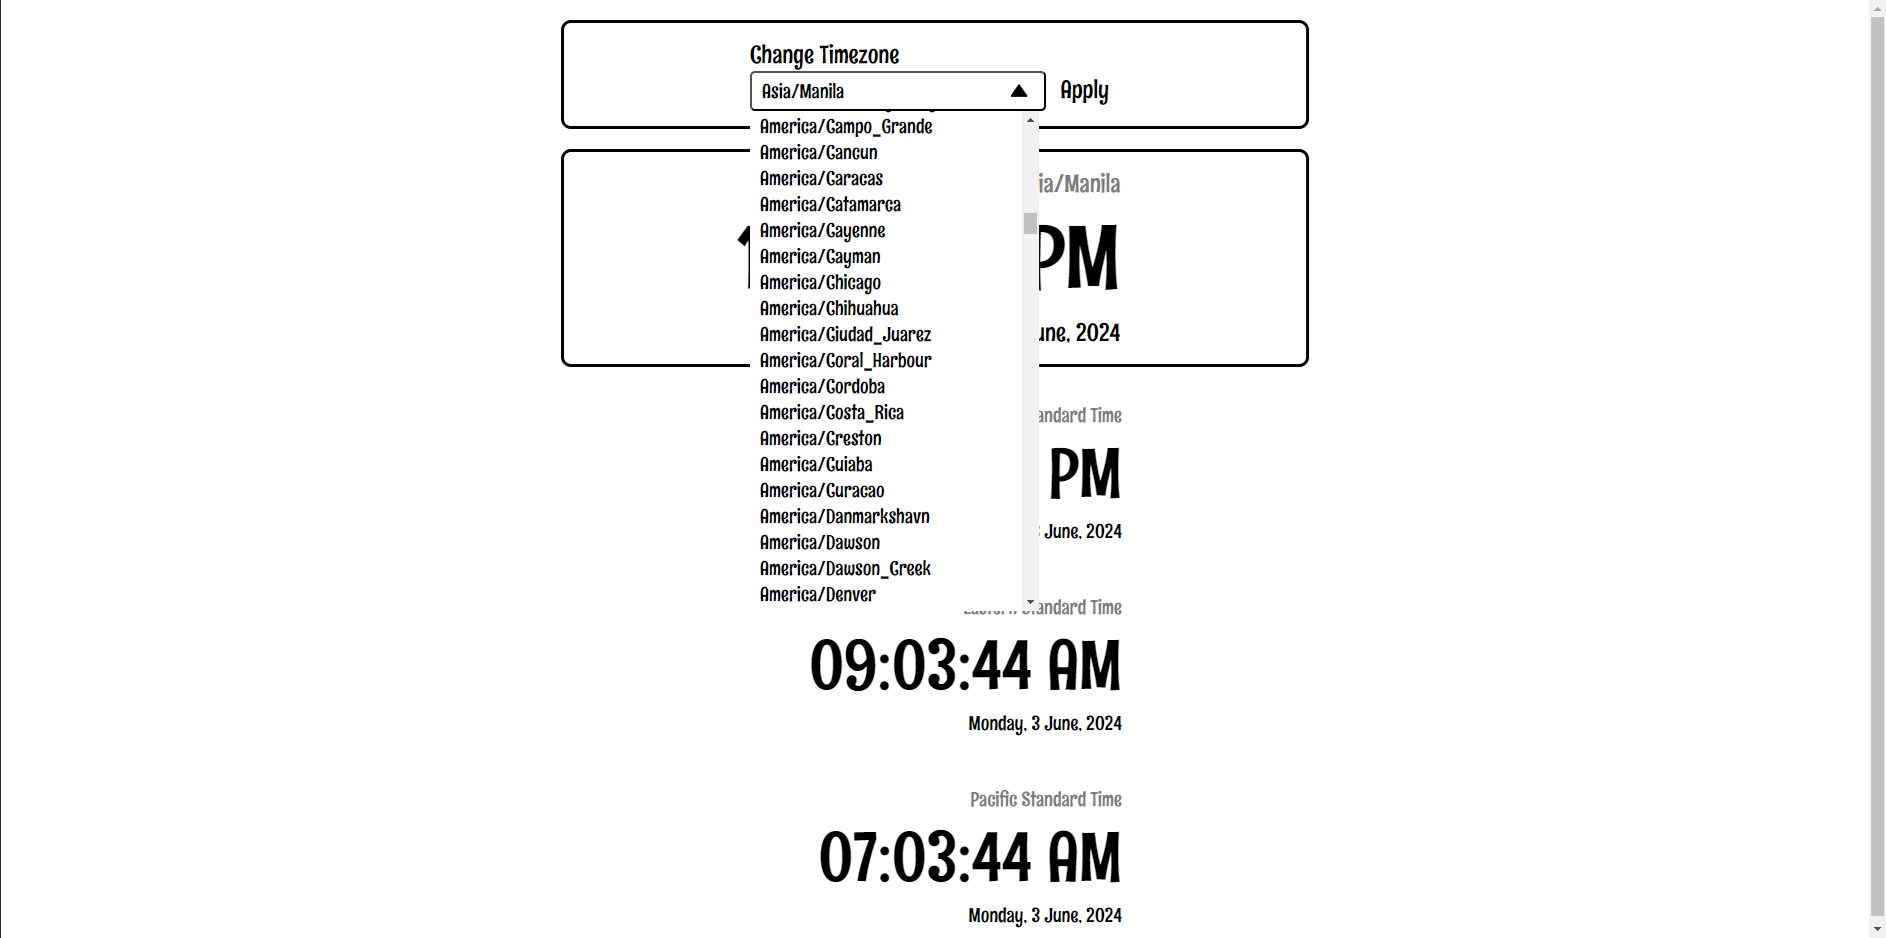 Change Timezone
Asia/Manila
Apply
America/Campo_Grande
America/Cancun
America/Caracas
America/Catamarca
America/Cayenne
America/Cayman
America/Chicago
America/Chihuahua
America/Ciudad_Juarez
America/Coral_Harbour
America/Cordoba
America/Costa_Rica
America/Creston
America/Cuiaba
America/Curacao
America/Danmarkshavn
America/Dawson
America/Dawson_Creek
America/Denver
ia/Manila
PM
une, 2024
andard Time
PM
June, 2024
andard Time
09:03:44 AM
Monday, 3 June, 2024
Pacific Standard Time
07:03:44 AM
Monday, 3 June, 2024